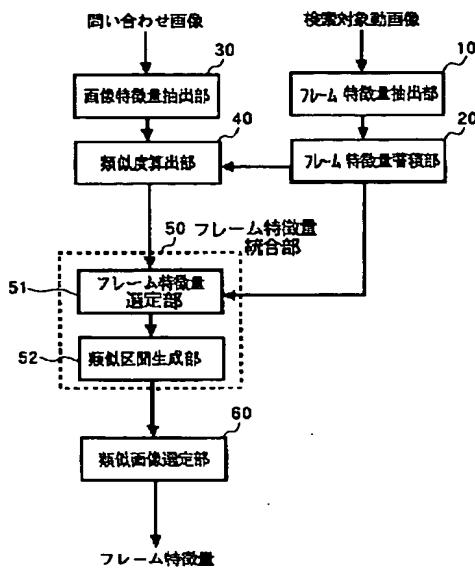 問い合わせ画像
検索対象動画像
30
10
画像特徴量抽出部
フレーム 特徴量抽出部
40
20
類似度算出部
フレーム 特徴量蓄積部
50
フレーム特徴量
統合部
51
フレーム特徴量
選定部
52
類似区間生成部
60
類似画像選定部
フレーム特徴量